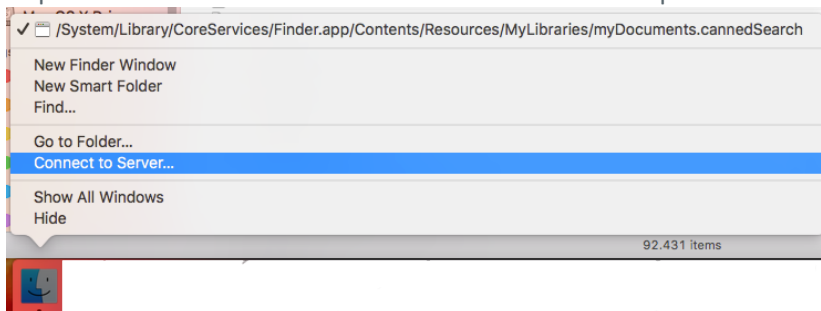 ✓ /System/Library/CoreServices/Finder.app/Contents/Resources/MyLibraries/myDocuments.cannedSearch
New Finder Window
New Smart Folder
Find...
Go to Folder...
Connect to Server...
Show All Windows
Hide
92.431 items